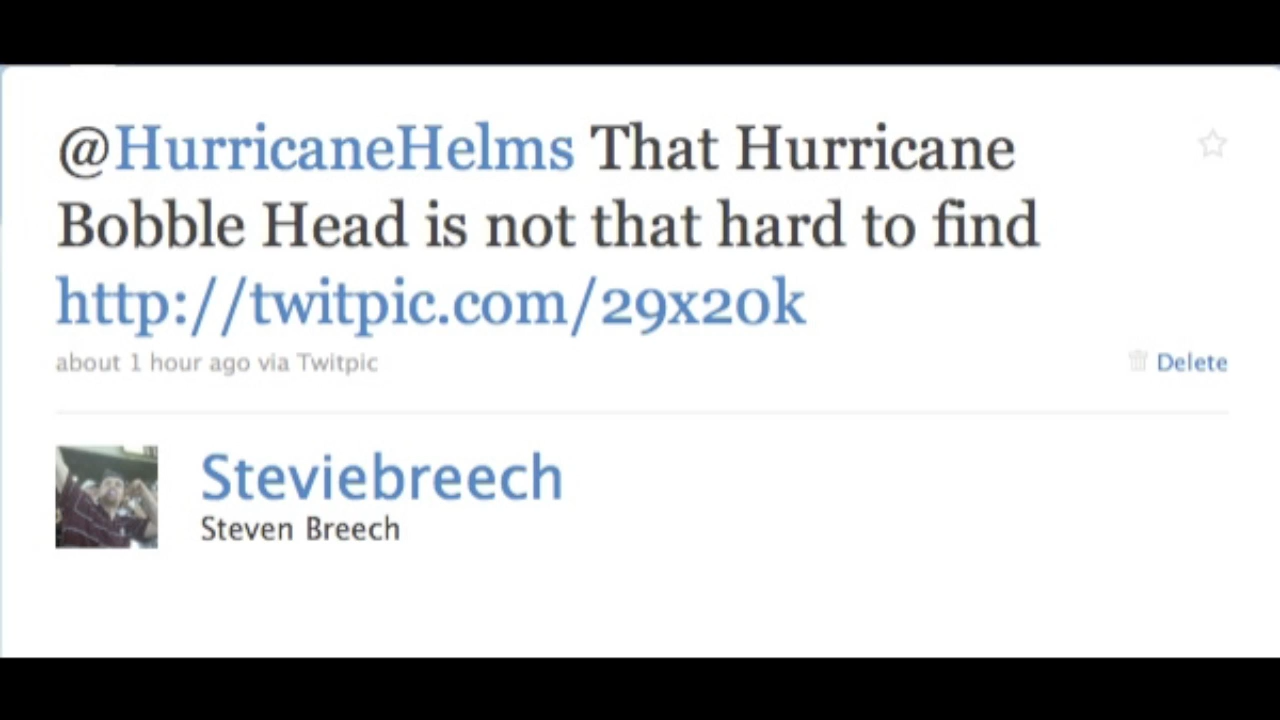 @HurricaneHelms That Hurricane
Bobble Head is not that hard to find
http://twitpic.com/29x20k
about 1 hour ago via Twitpic
Delete
Steviebreech
Steven Breech